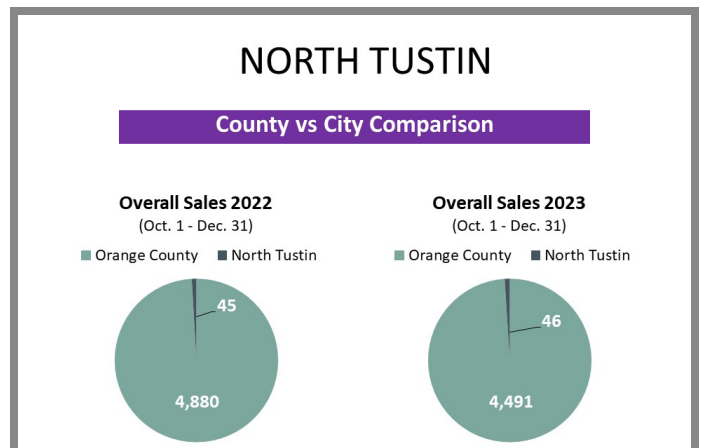 NORTH TUSTIN
County vs City Comparison
Overall Sales 2022
(Oct. 1 - Dec. 31)
Orange County North Tustin
45
4,880
Overall Sales 2023
(Oct. 1 - Dec. 31)
Orange County North Tustin
46
4,491